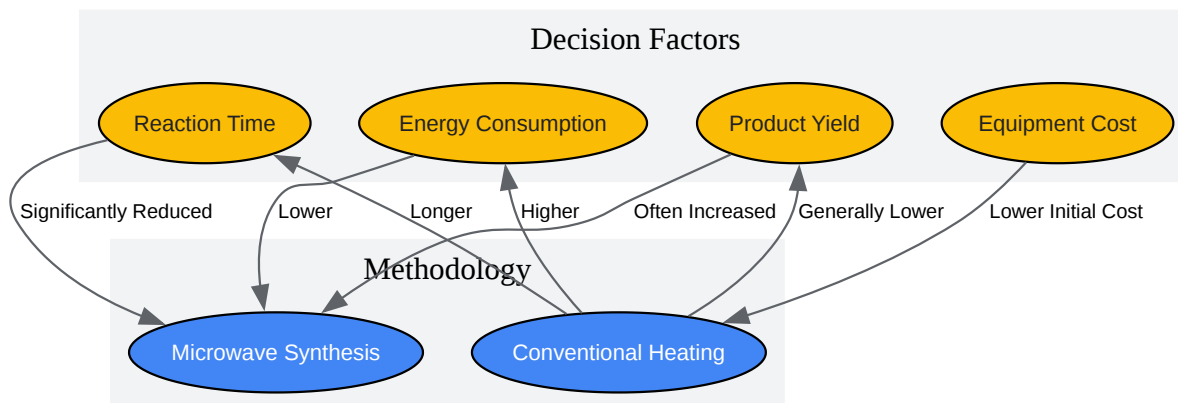 Decision Factors
Reaction Time
Energy Consumption
Product Yield
Equipment Cost
Significantly Reduced
Lower
Longer
Higher
Often Increased
Generally Lower
Lower Initial Cost
Methodology
Microwave Synthesis
Conventional Heating